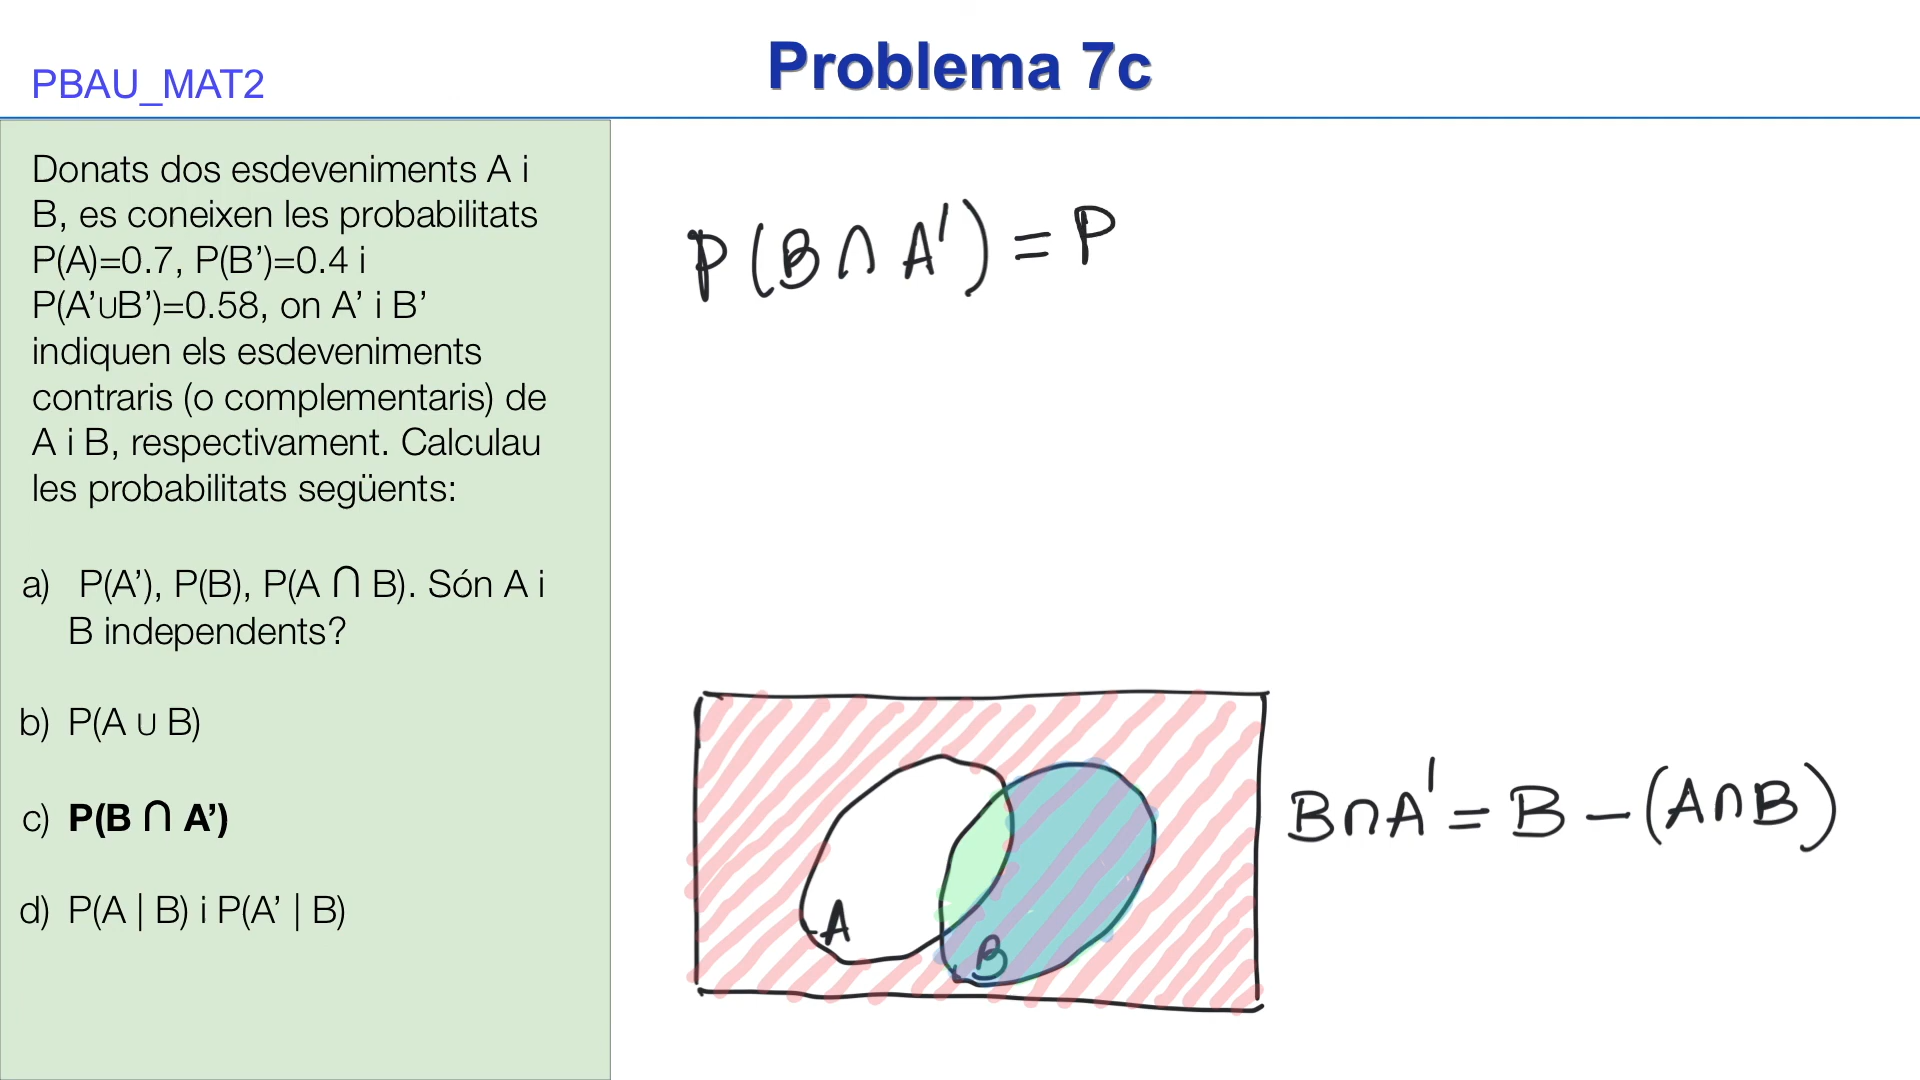 PBAU_MAT2
Problema 7c
Donats dos esdeveniments A i
B, es coneixen les probabilitats
P(A)=0.7, P(B’)=0.4 i
P(A’∪B’)=0.58, on A’ i B’
indiquen els esdeveniments
contraris (o complementaris) de
A i B, respectivament. Calculau
les probabilitats següents:
a) P(A’), P(B), P(A ∩ B). Són A i
B independents?
b) P(A ∪ B)
c) P(B ∩ A’)
d) P(A | B) i P(A’ | B)
P(B∩A')=P
A
B
B∩A'=B-(A∩B)